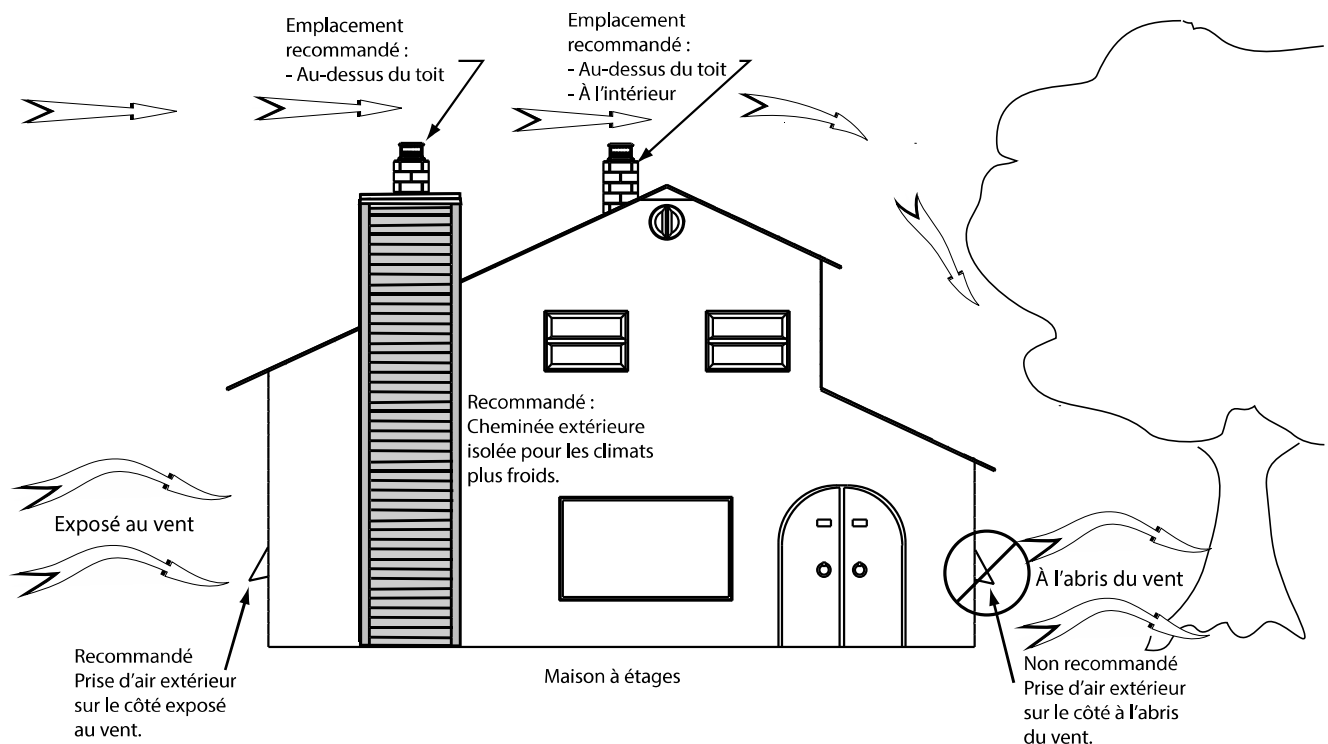 Emplacement
recommandé :
- Au-dessus du toit
Emplacement
recommandé :
- Au-dessus du toit
- À l'intérieur
Recommandé :
Cheminée extérieure
isolée pour les climats
plus froids.
Exposé au vent
À l'abris du vent
Recommandé
Prise d'air extérieur
sur le côté exposé
au vent.
Maison à étages
Non recommandé
Prise d'air extérieur
sur le côté à l'abris
du vent.